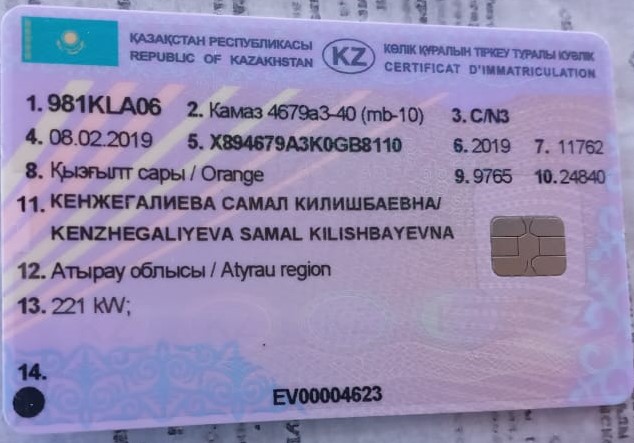 ҚАЗАҚСТАН РЕСПУБЛИКАСЫ
REPUBLIC OF KAZAKHSTAN
KZ
КӨЛІК ҚҰРАЛЫН ТІРКЕУ ТУРАЛЫ КУӘЛІК
CERTIFICAT D'IMMATRICULATION
1. 981KLA06 2. Камаз 4679а3-40 (mb-10) 3. C/N3
4. 08.02.2019 5. X894679A3K0GB8110 6. 2019 7. 11762
8. Қызғылт сары / Orange 9. 9765 10. 24840
11. КЕНЖЕГАЛИЕВА САМАЛ КИЛИШБАЕВНА/
KENZHEGALIYEVA SAMAL KILISHBAYEVNA
12. Атырау облысы / Atyrau region
13. 221 kW;
14.
EV00004623